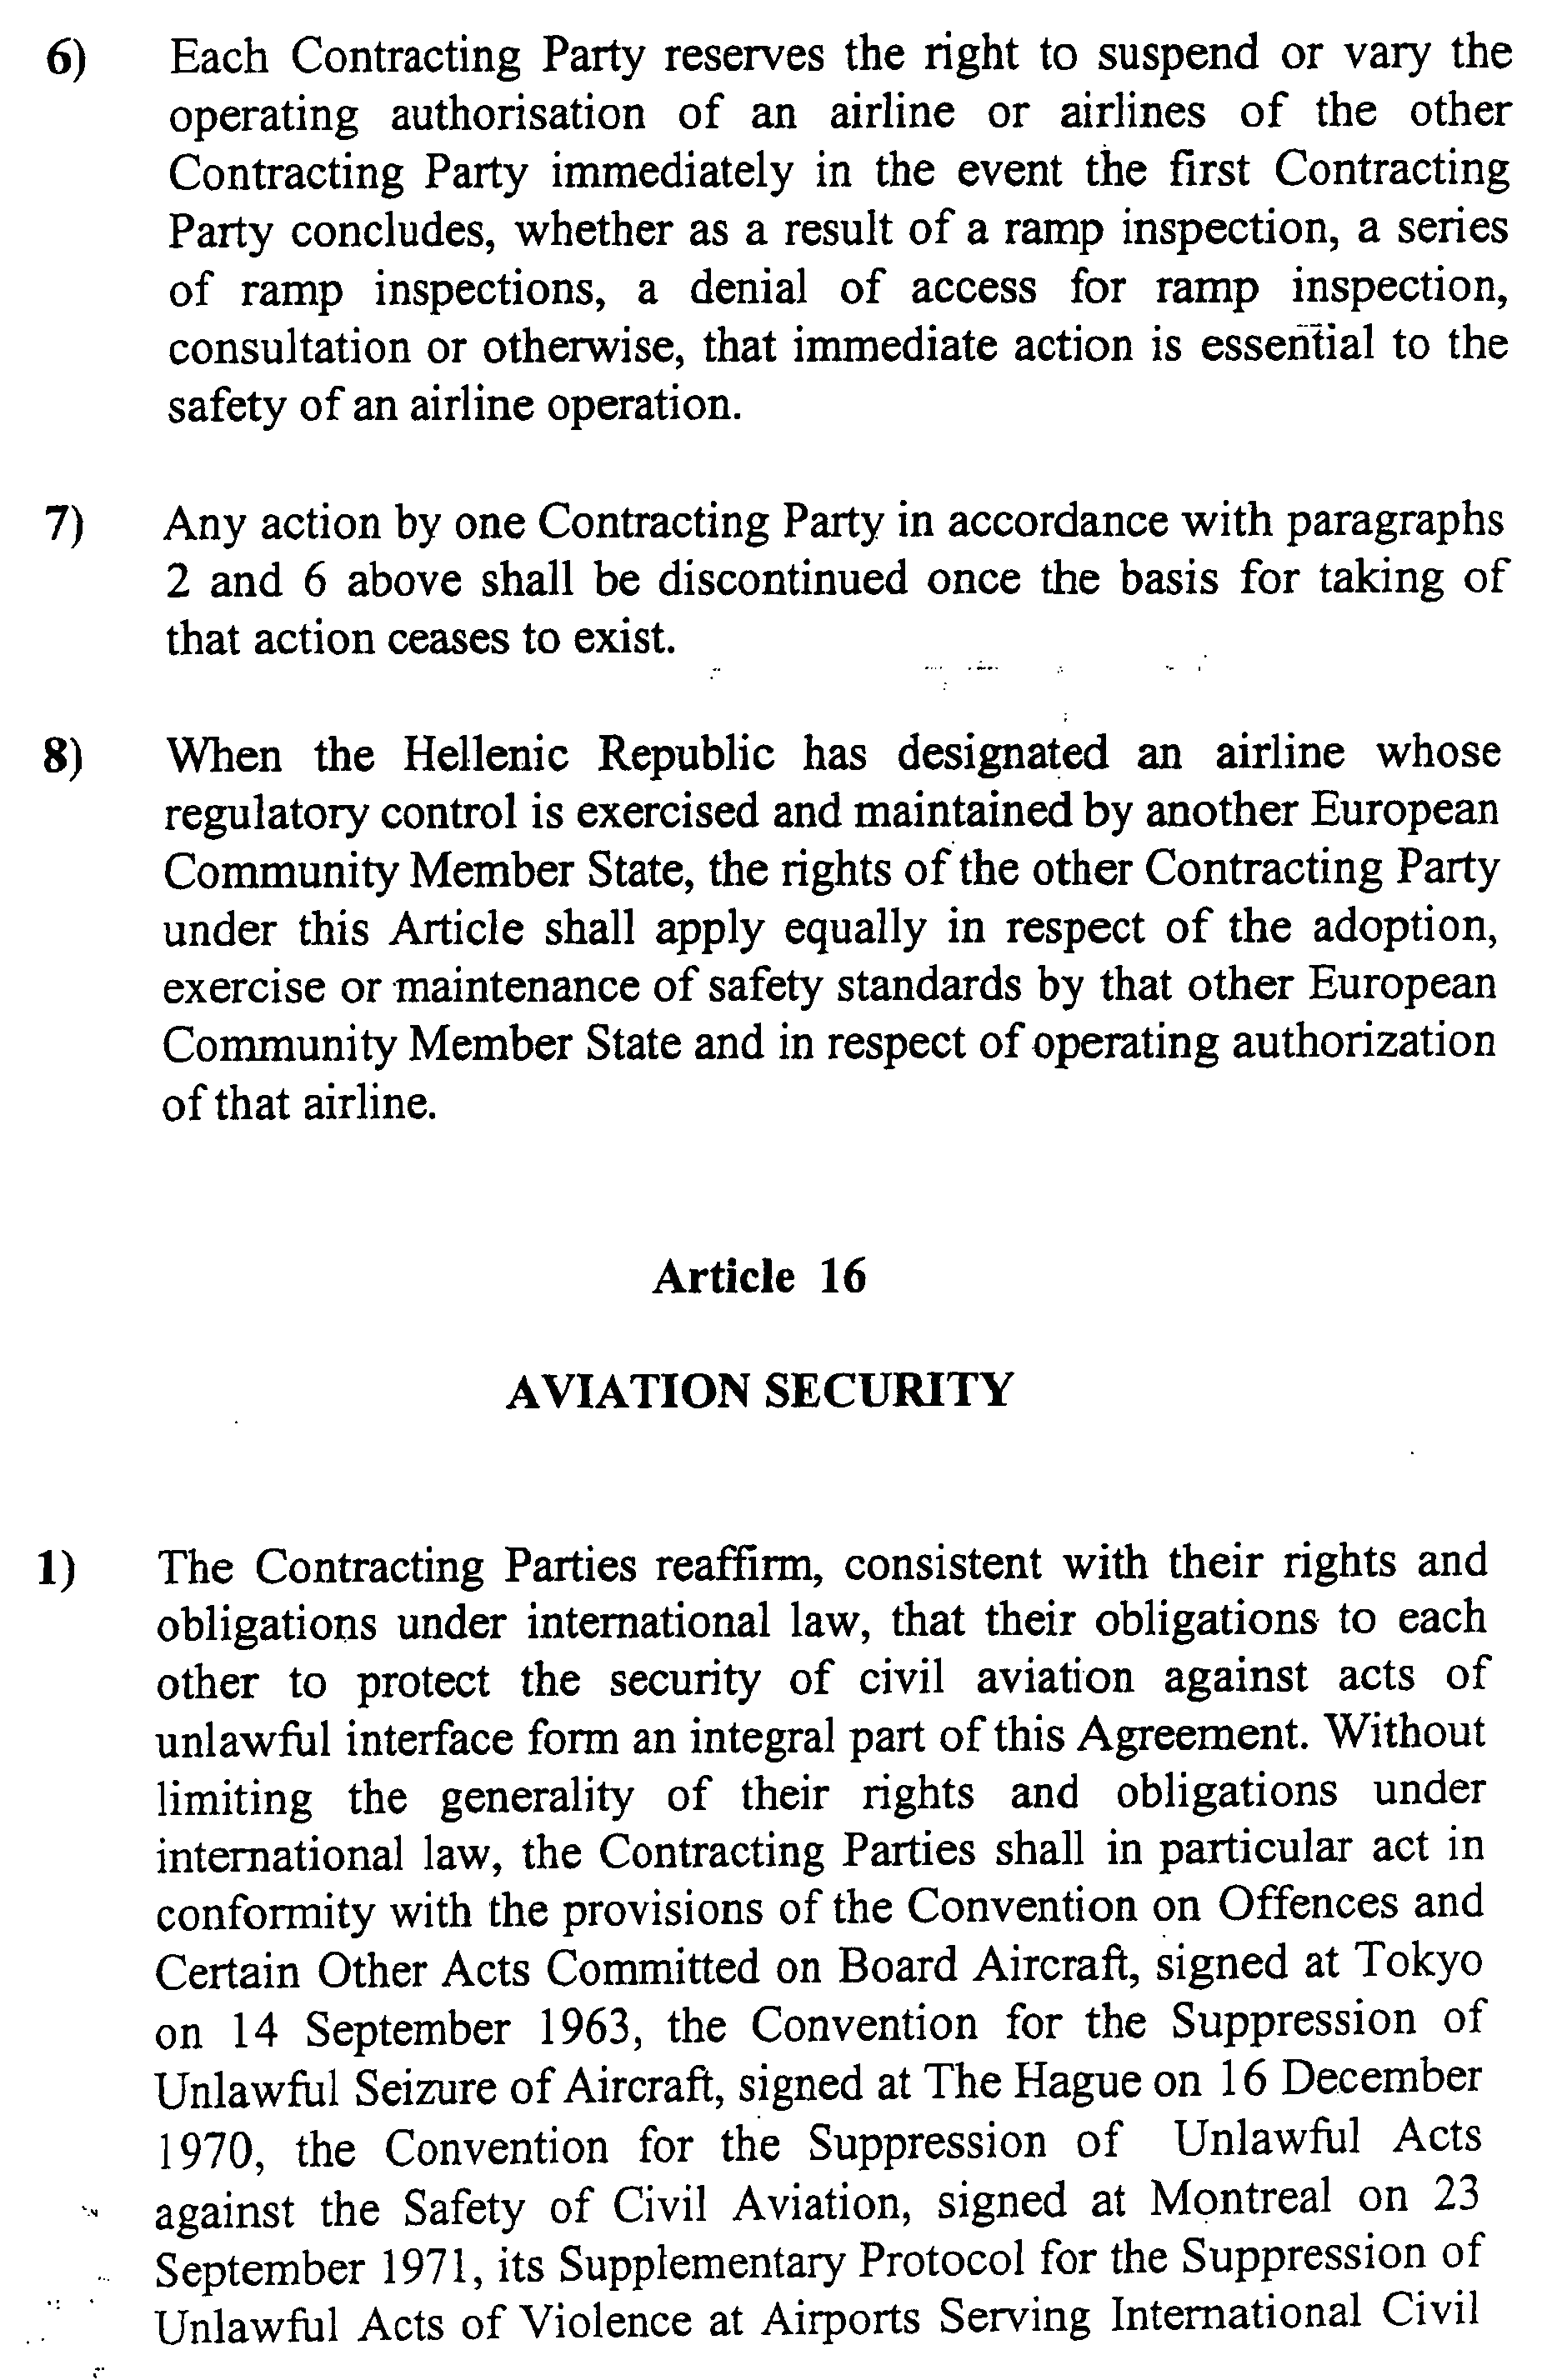 6) Each Contracting Party reserves the right to suspend or vary the
operating authorisation of an airline or airlines of the other
Contracting Party immediately in the event the first Contracting
Party concludes, whether as a result of a ramp inspection, a series
of ramp inspections, a denial of access for ramp inspection,
consultation or otherwise, that immediate action is essential to the
safety of an airline operation.
7) Any action by one Contracting Party in accordance with paragraphs
2 and 6 above shall be discontinued once the basis for taking of
that action ceases to exist.
8) When the Hellenic Republic has designated an airline whose
regulatory control is exercised and maintained by another European
Community Member State, the rights of the other Contracting Party
under this Article shall apply equally in respect of the adoption,
exercise or maintenance of safety standards by that other European
Community Member State and in respect of operating authorization
of that airline.
Article 16
AVIATION SECURITY
1) The Contracting Parties reaffirm, consistent with their rights and
obligations under international law, that their obligations to each
other to protect the security of civil aviation against acts of
unlawful interface form an integral part of this Agreement. Without
limiting the generality of their rights and obligations under
international law, the Contracting Parties shall in particular act in
conformity with the provisions of the Convention on Offences and
Certain Other Acts Committed on Board Aircraft, signed at Tokyo
on 14 September 1963, the Convention for the Suppression of
Unlawful Seizure of Aircraft, signed at The Hague on 16 December
1970, the Convention for the Suppression of Unlawful Acts
against the Safety of Civil Aviation, signed at Montreal on 23
September 1971, its Supplementary Protocol for the Suppression of
Unlawful Acts of Violence at Airports Serving International Civil